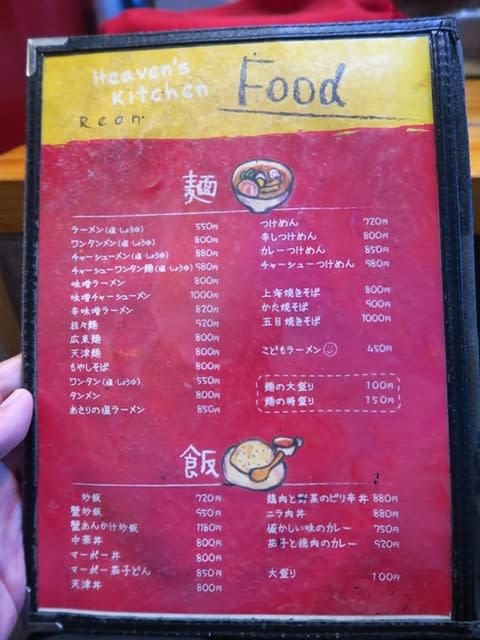 Heaven's
Kitchen
Food
Reon.
麺
ラーメン(塩・しょうゆ) 550円
ワンタンメン(塩・しょうゆ) 800円
チャーシューメン(塩・しょうゆ) 880円
チャーシューワンタン麺(塩・しょうゆ) 980円
味噌ラーメン 800円
味噌チャーシューメン 1000円
辛味噌ラーメン 820円
担々麺 920円
広東麺 800円
天津麺 800円
もやしそば 800円
ワンタン(塩・しょうゆ) 550円
タンメン 800円
あさりの塩ラーメン 850円
つけめん 720円
辛しつけめん 800円
カレーつけめん 850円
チャーシューつけめん 980円
上海焼きそば 800円
かた焼きそば 900円
五目焼きそば 1000円
こどもラーメン 450円
麺の大盛り 100円
麺の特盛り 150円
飯
炒飯 720円
蟹炒飯 950円
蟹あんかけ炒飯 1180円
中華丼 800円
マーボー丼 800円
マーボー茄子どん 850円
天津丼 800円
鶏肉と野菜のピリ辛丼 880円
ニラ肉丼 880円
懐かしい味のカレー 750円
茄子と挽肉のカレー 920円
大盛り 100円